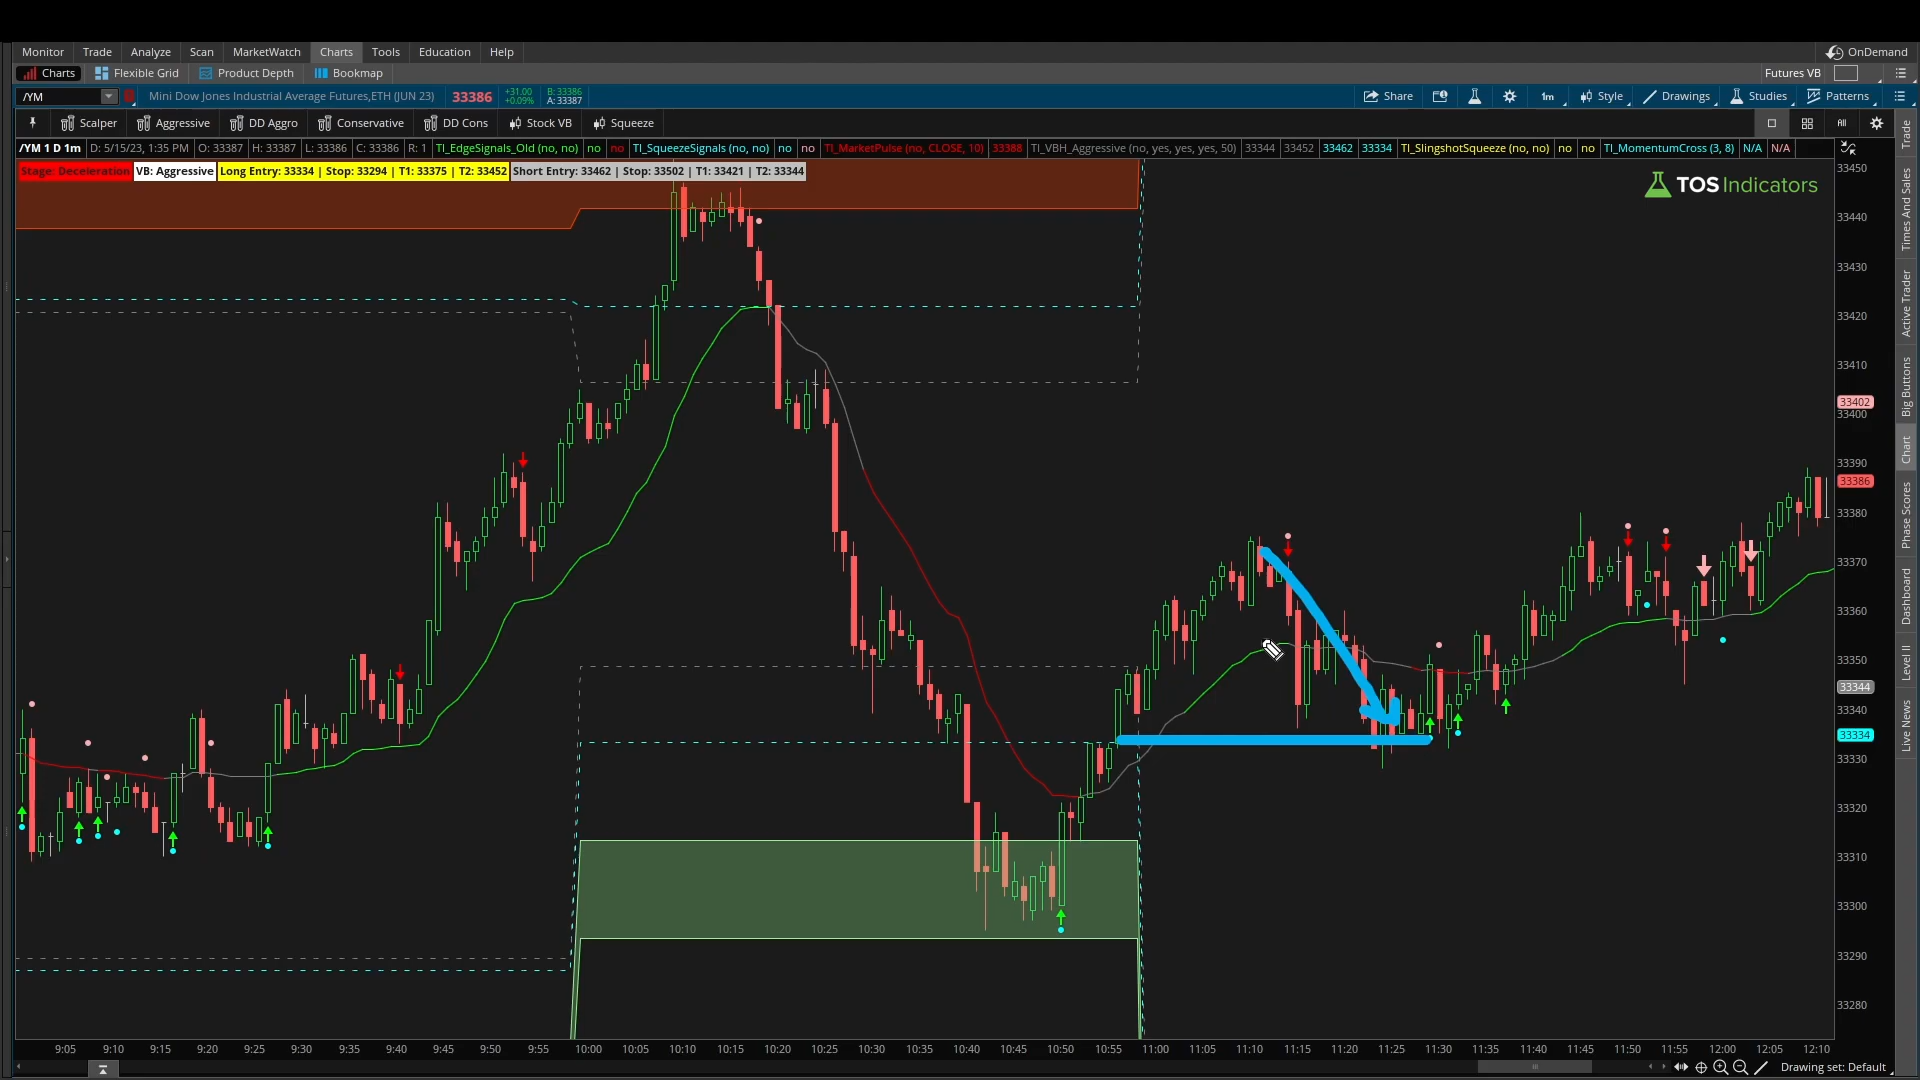 Monitor Trade Analyze Scan MarketWatch Charts Tools Education Help OnDemand
Charts Flexible Grid Product Depth Bookmap Futures VB
/YM Mini Dow Jones Industrial Average Futures,ETH (JUN 23) 33386 +31.00 +0.09% B: 33386 A: 33387 Share 1m Style Drawings Studies Patterns
Scalper Aggressive DD Aggro Conservative DD Cons Stock VB Squeeze All
/YM 1 D 1m D: 5/15/23, 1:35 PM O: 33387 H: 33387 L: 33386 C: 33386 R: 1 TI_EdgeSignals_Old (no, no) no no TI_SqueezeSignals (no, no) no no TI_MarketPulse (no, CLOSE, 10) 33388 TI_VBH_Aggressive (no, yes, yes, yes, 50) 33344 33452 33462 33334 TI_SlingshotSqueeze (no, no) no no TI_MomentumCross (3, 8) N/A N/A
Stage: Deceleration VB: Aggressive Long Entry: 33334 | Stop: 33294 | T1: 33375 | T2: 33452 Short Entry: 33462 | Stop: 33502 | T1: 33421 | T2: 33344
TOS Indicators
33450
33440
33430
33420
33410
33402
33400
33390
33386
33380
33370
33360
33350
33344
33340
33334
33330
33320
33310
33300
33290
33280
Trade
Times And Sales
Active Trader
Big Buttons
Chart
Phase Scores
Dashboard
Level II
Live News
9:05 9:10 9:15 9:20 9:25 9:30 9:35 9:40 9:45 9:50 9:55 10:00 10:05 10:10 10:15 10:20 10:25 10:30 10:35 10:40 10:45 10:50 10:55 11:00 11:05 11:10 11:15 11:20 11:25 11:30 11:35 11:40 11:45 11:50 11:55 12:00 12:05 12:10
Drawing set: Default